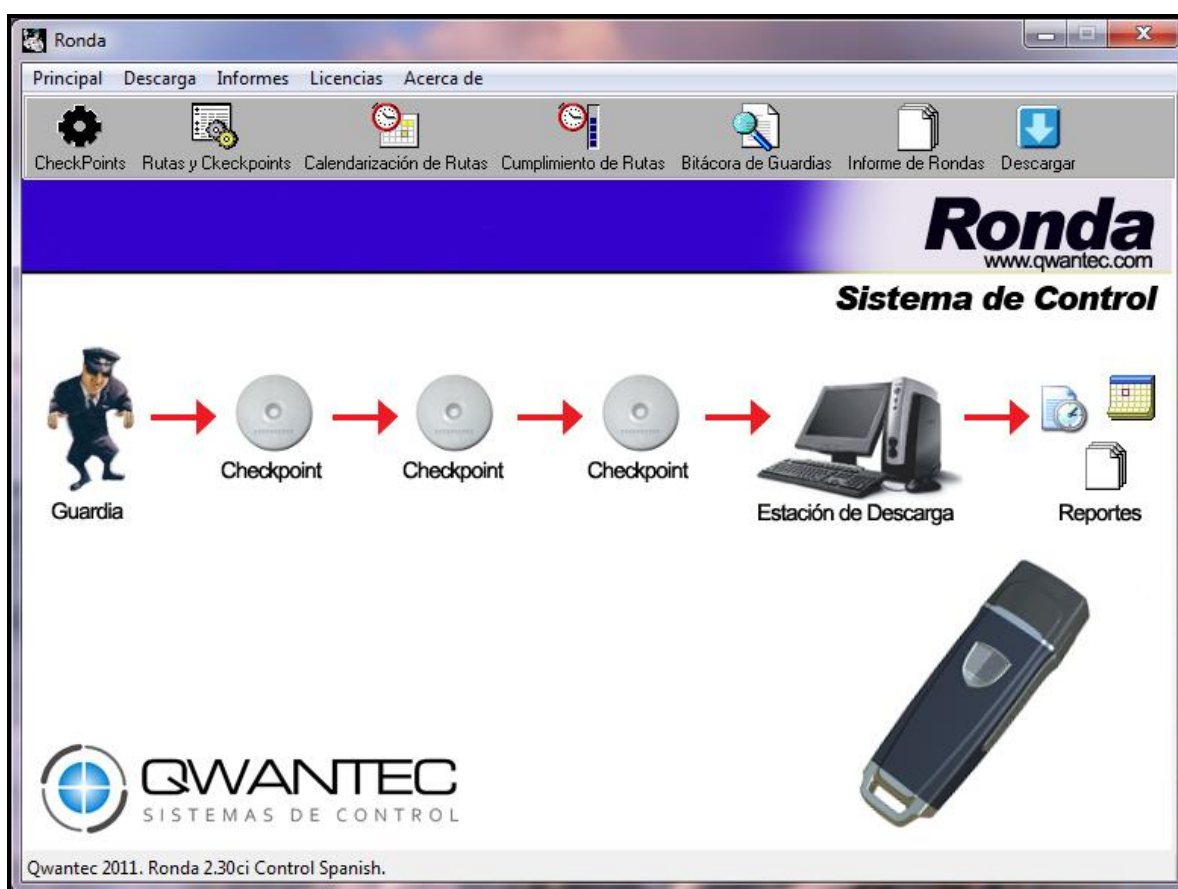 Ronda
Principal Descarga Informes Licencias Acerca de
CheckPoints Rutas y Ckeckpoints Calendarización de Rutas Cumplimiento de Rutas Bitácora de Guardias Informe de Rondas Descargar
Ronda
www.qwantec.com
Sistema de Control
Checkpoint Checkpoint Checkpoint
Guardia Estación de Descarga Reportes
QWANTEC
SISTEMAS DE CONTROL
Qwantec 2011. Ronda 2.30ci Control Spanish.